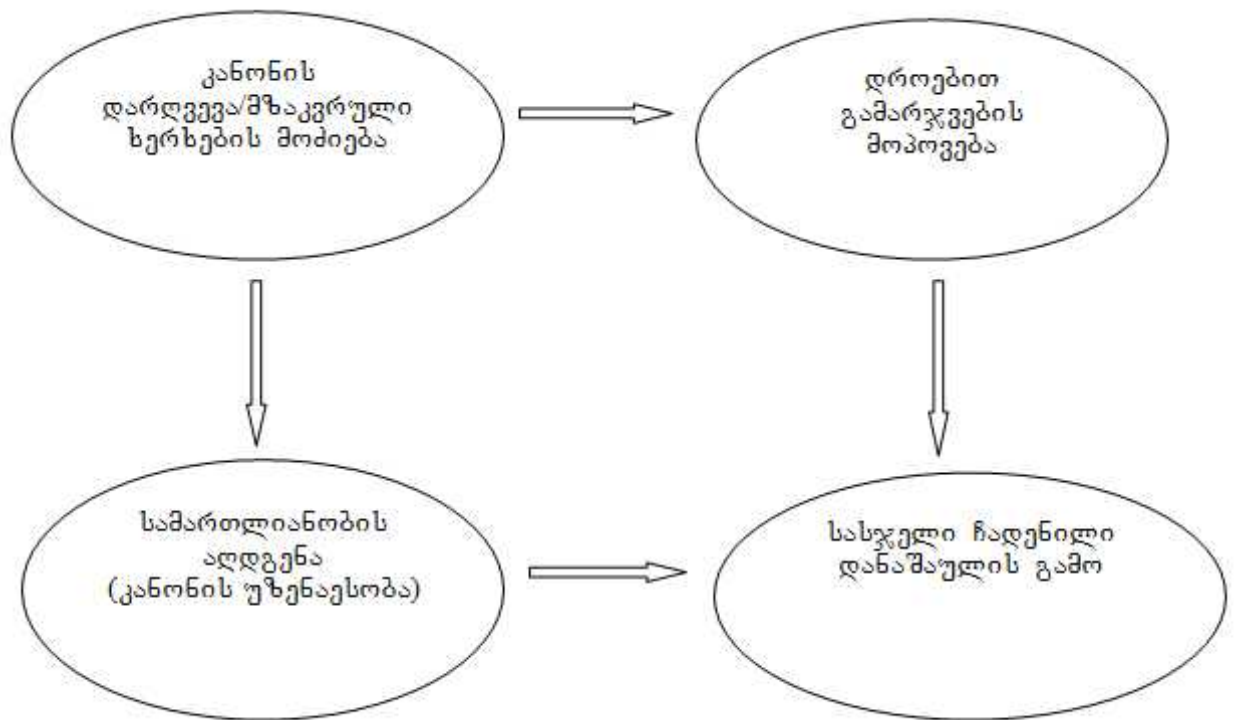 კანონის
დარღვევა/მზაკვრული
ხერხების მოძიება
დროებით
გამარჯვების
მოპოვება
სამართლიანობის
აღდგენა
(კანონის უზენაესობა)
სასჯელი ჩადენილი
დანაშაულის გამო